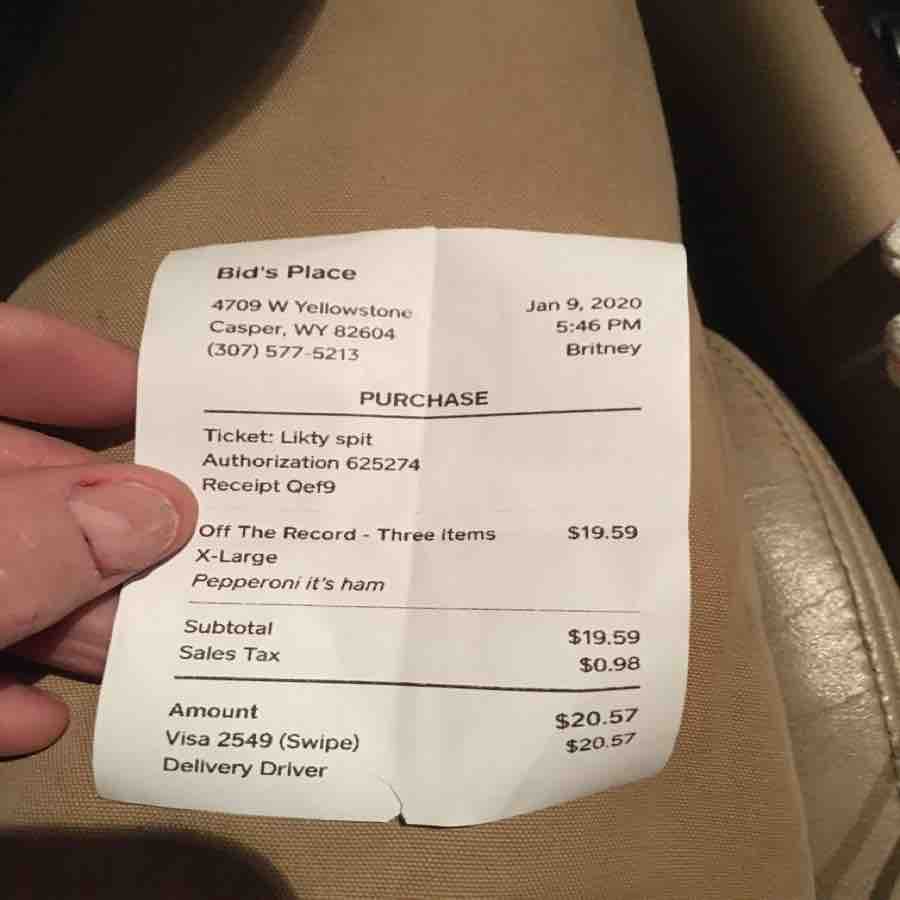 Bid's Place
4709 W Yellowstone
Casper, WY 82604
(307) 577-5213
Jan 9, 2020
5:46 PM
Britney
PURCHASE
Ticket: Likty spit
Authorization 625274
Receipt Qef9
Off The Record - Three items $19.59
X-Large
Pepperoni it's ham
Subtotal $19.59
Sales Tax $0.98
Amount $20.57
Visa 2549 (Swipe) $20.57
Delivery Driver